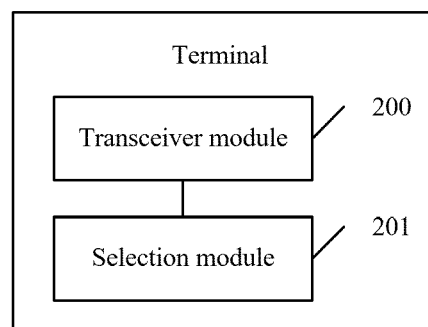 Terminal
Transceiver module
200
Selection module
201